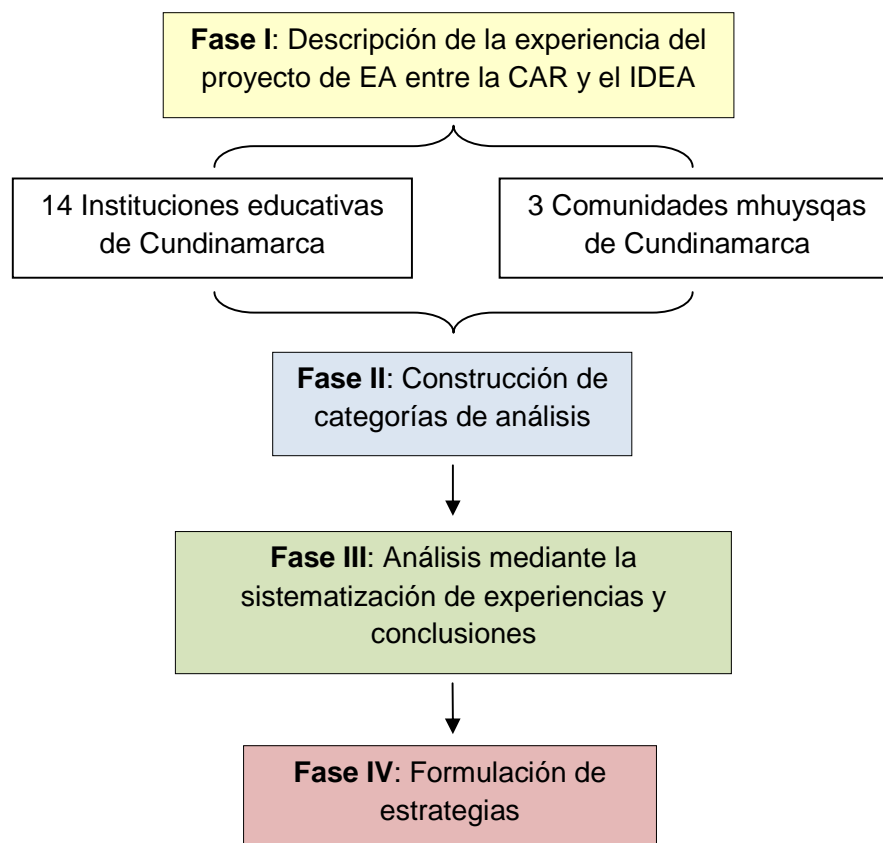 Fase I: Descripción de la experiencia del
proyecto de EA entre la CAR y el IDEA
14 Instituciones educativas
de Cundinamarca
3 Comunidades mhuysqas
de Cundinamarca
Fase II: Construcción de
categorías de análisis
Fase III: Análisis mediante la
sistematización de experiencias y
conclusiones
Fase IV: Formulación de
estrategias